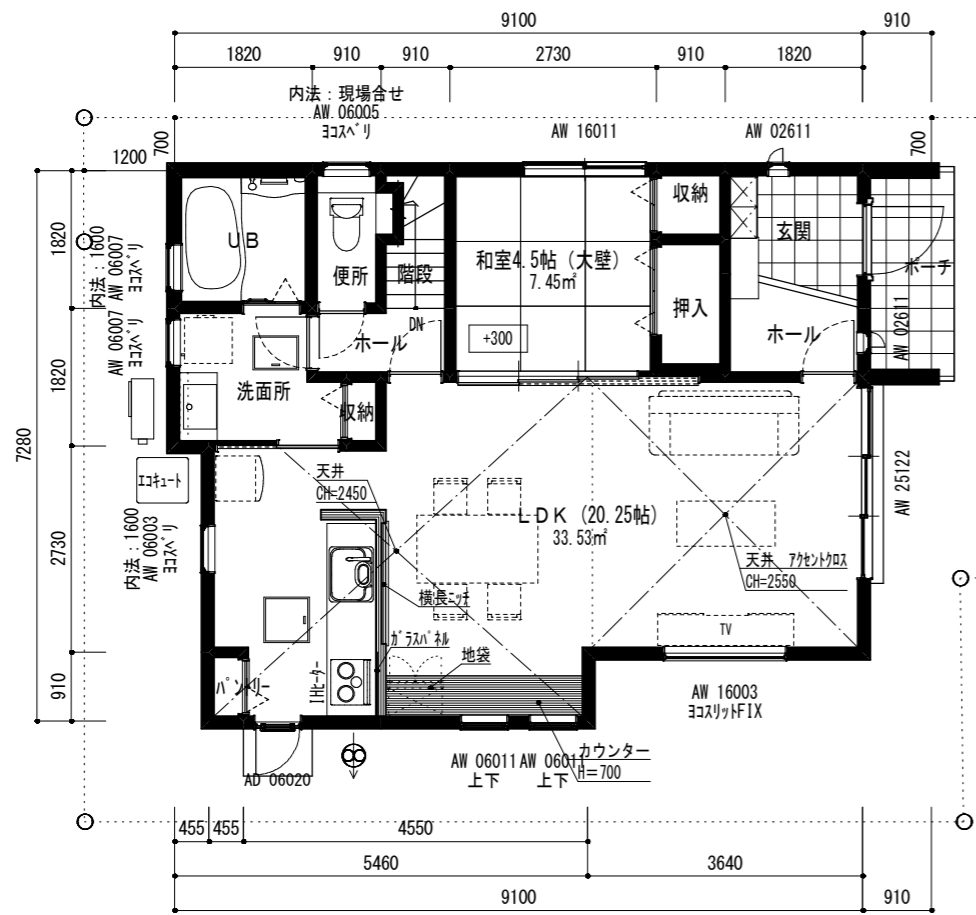 9100
910
1820
910
910
2730
910
1820
内法：現場合せ
AW 06005
ヨコスベリ
AW 16011
AW 02611
700
700
1200
7280
1820
1820
2730
910
内法：1600
AW 06007
ヨコスベリ
AW 06007
ヨコスベリ
UB
便所
階段
和室4.5帖（大壁）
7.45㎡
収納
玄関
ポーチ
押入
+300
DN
ホール
ホール
AW 02611
洗面所
収納
エコキュート
内法：1600
AW 06003
ヨコスベリ
天井
CH=2450
LDK（20.25帖）
33.53㎡
AW 25122
天井 アクセントクロス
CH=2550
横長ニッチ
ガラスパネル
地袋
TV
IHヒーター
パントリー
AW 16003
ヨコスリットFIX
AD 06020
AW 06011
上下
AW 06011
上下
カウンター
H=700
455
455
4550
5460
3640
9100
910